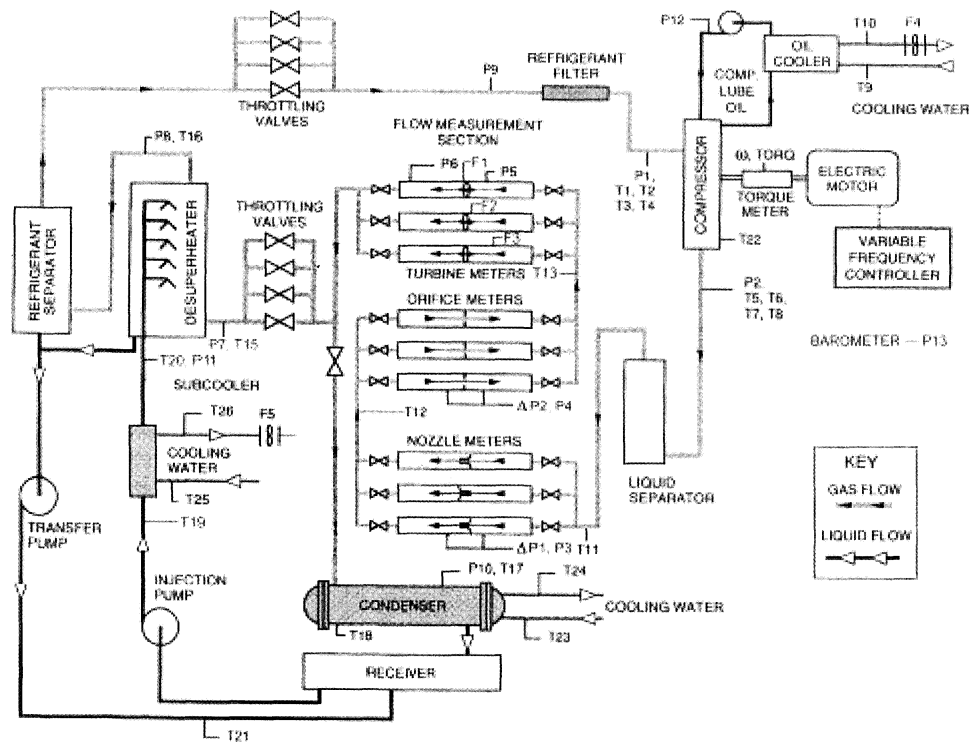 P12
T10
F4
OIL
COOLER
T9
COOLING WATER
COMP.
LUBE
OIL
P9
REFRIGERANT
FILTER
THROTTLING
VALVES
FLOW MEASUREMENT
SECTION
P8, T16
P6
F1
P5
F2
F3
TURBINE METERS
T13
P1,
T1, T2
T3, T4
COMPRESSOR
ω, TORQ
TORQUE
METER
ELECTRIC
MOTOR
VARIABLE
FREQUENCY
CONTROLLER
T22
P2,
T5, T6,
T7, T8
BAROMETER — P13
THROTTLING
VALVES
REFRIGERANT
SEPARATOR
DESUPERHEATER
P7, T15
T20, P11
ORIFICE METERS
T12
Δ P2, P4
SUBCOOLER
T26
F5
COOLING
WATER
T25
T19
NOZZLE METERS
Δ P1, P3
T11
LIQUID
SEPARATOR
KEY
GAS FLOW
LIQUID FLOW
TRANSFER
PUMP
INJECTION
PUMP
P10, T17
T24
CONDENSER
COOLING WATER
T18
T23
RECEIVER
T21